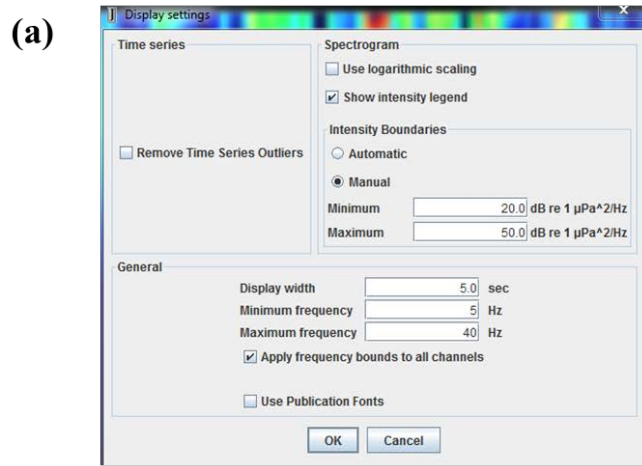 (a)
Display settings
Time series
Remove Time Series Outliers
Spectrogram
Use logarithmic scaling
Show intensity legend
Intensity Boundaries
Automatic
Manual
Minimum 20.0 dB re 1 µPa^2/Hz
Maximum 50.0 dB re 1 µPa^2/Hz
General
Display width 5.0 sec
Minimum frequency 5 Hz
Maximum frequency 40 Hz
Apply frequency bounds to all channels
Use Publication Fonts
OK Cancel